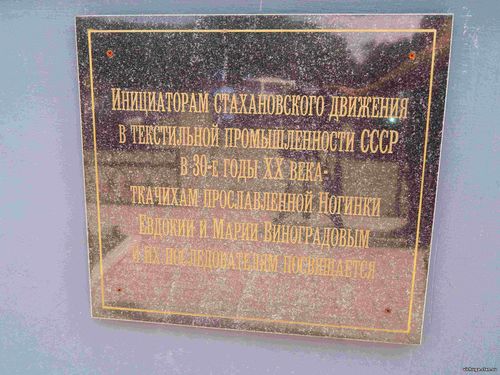 Инициаторам стахановского движения
в текстильной промышленности СССР
в 30-е годы XX века-
ткачихам прославленной Ногинки
Евдокии и Марии Виноградовым
и их последователям посвящается